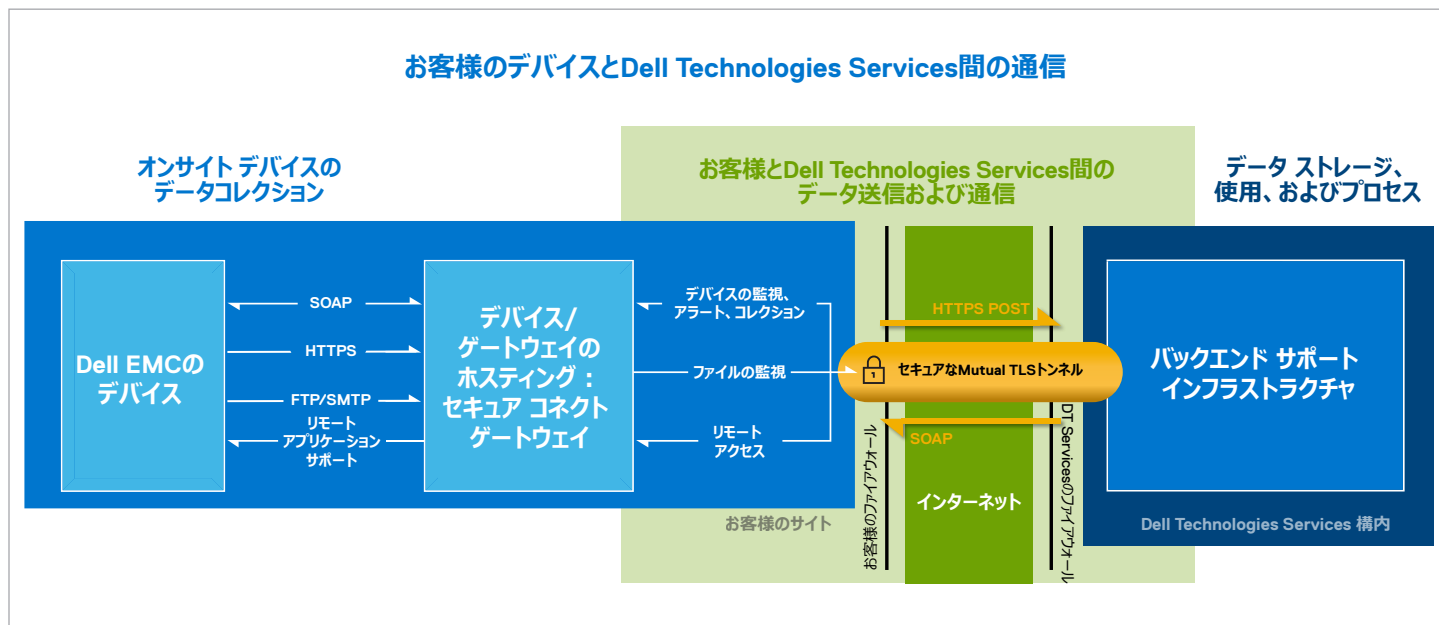 お客様のデバイスとDell Technologies Services間の通信
オンサイト デバイスの
データコレクション
お客様とDell Technologies Services間の
データ送信および通信
データ ストレージ、
使用、およびプロセス
Dell EMCの
デバイス
SOAP
HTTPS
FTP/SMTP
リモート
アプリケーション
サポート
デバイス/
ゲートウェイの
ホスティング：
セキュア コネクト
ゲートウェイ
デバイスの監視、
アラート、コレクション
ファイルの監視
リモート
アクセス
HTTPS POST
1
セキュアなMutual TLSトンネル
SOAP
インターネット
お客様のファイアウォール
DT Servicesのファイアウォール
バックエンド サポート
インフラストラクチャ
お客様のサイト
Dell Technologies Services 構内